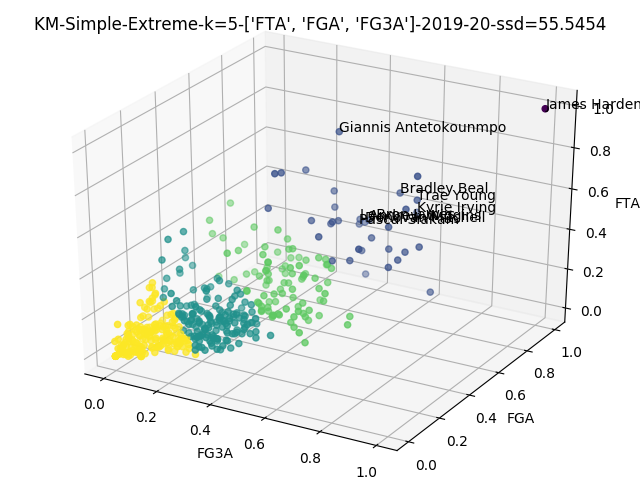 KM-Simple-Extreme-k=5-['FTA', 'FGA', 'FG3A']-2019-20-ssd=55.5454
James Harden
Giannis Antetokounmpo
Bradley Beal
Trae Young
Kyrie Irving
Pascal Siakam
FTA
1.0
0.8
0.6
0.4
0.2
0.0
FGA
1.0
0.8
0.6
0.4
0.2
0.0
FG3A
0.0
0.2
0.4
0.6
0.8
1.0